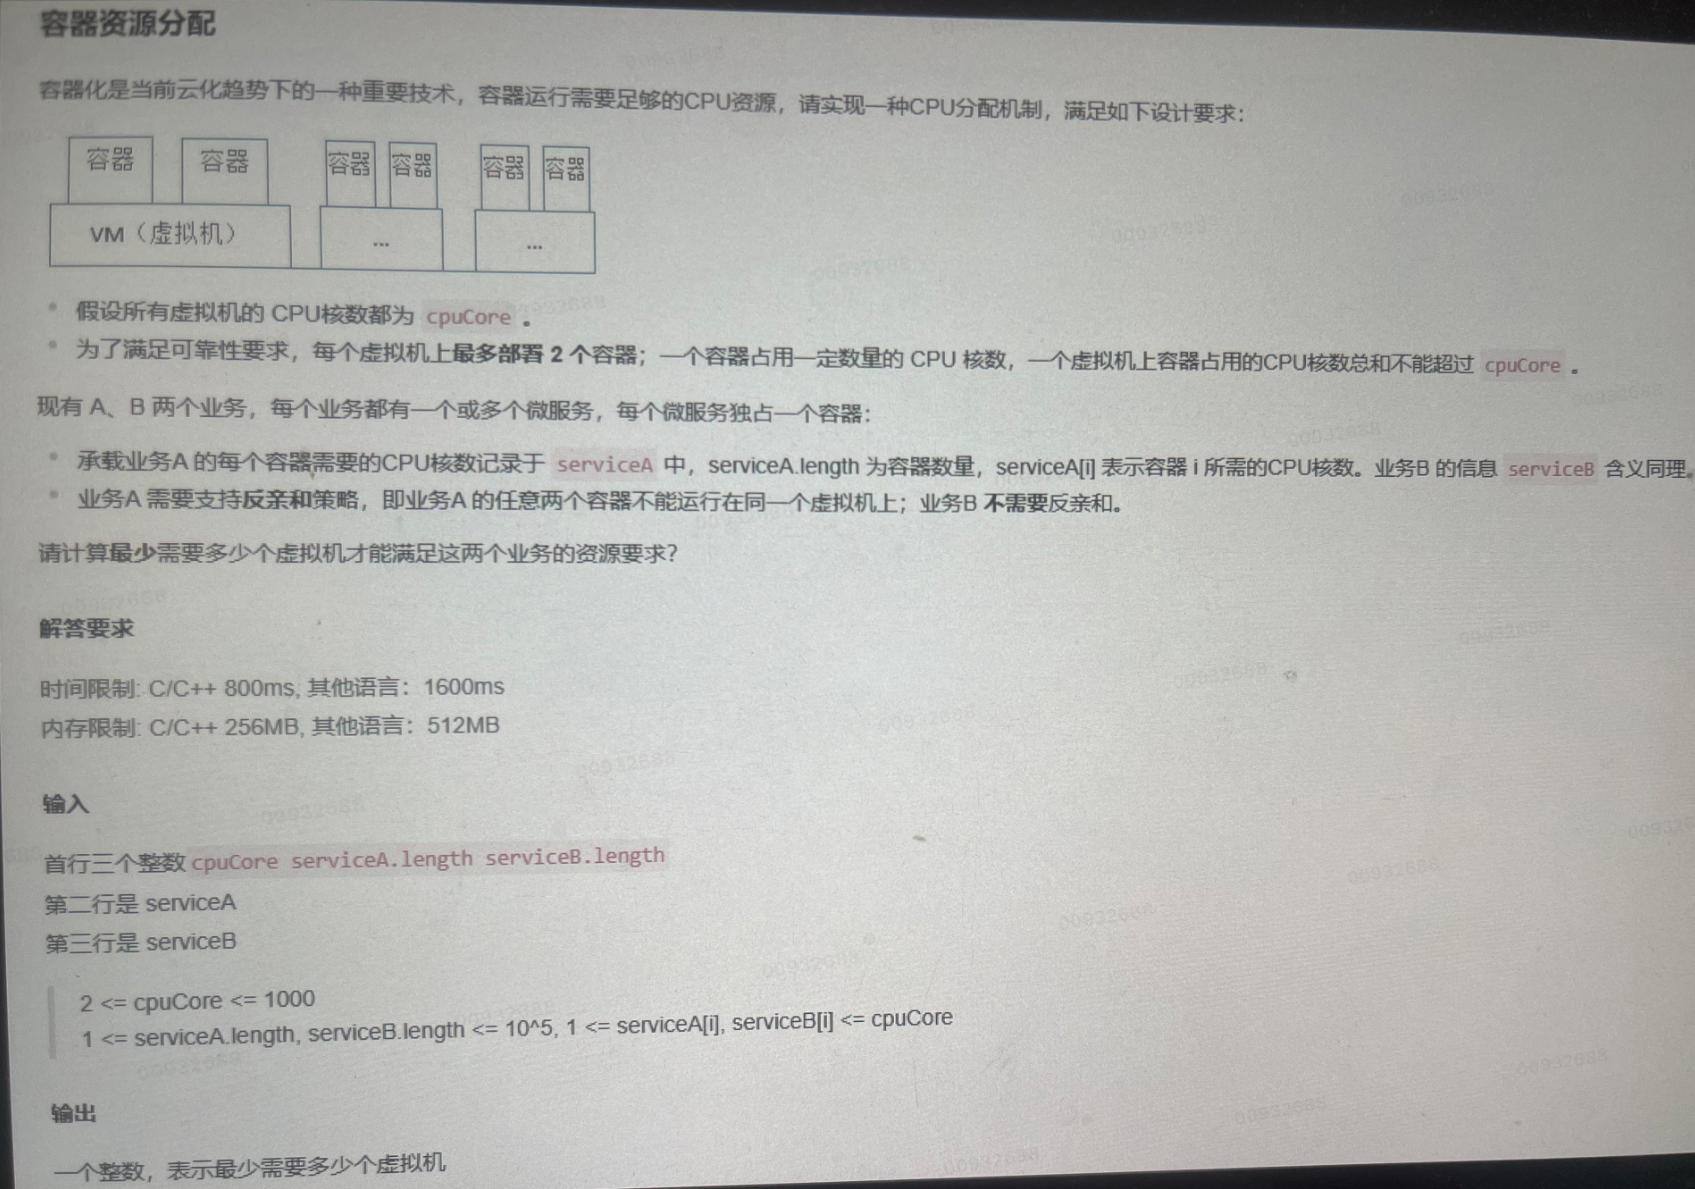 容器资源分配
容器化是当前云化趋势下的一种重要技术，容器运行需要足够的CPU资源，请实现一种CPU分配机制，满足如下设计要求：
容器 容器 容器 容器 容器 容器
VM（虚拟机） ... ...
假设所有虚拟机的 CPU核数都为 cpuCore 。
为了满足可靠性要求，每个虚拟机上最多部署 2 个容器；一个容器占用一定数量的 CPU 核数，一个虚拟机上容器占用的CPU核数总和不能超过 cpuCore 。
现有 A、B 两个业务，每个业务都有一个或多个微服务，每个微服务独占一个容器：
承载业务A 的每个容器需要的CPU核数记录于 serviceA 中，serviceA.length 为容器数量，serviceA[i] 表示容器 i 所需的CPU核数。业务B 的信息 serviceB 含义同理。
业务A 需要支持反亲和策略，即业务A 的任意两个容器不能运行在同一个虚拟机上；业务B 不需要反亲和。
请计算最少需要多少个虚拟机才能满足这两个业务的资源要求？
解答要求
时间限制: C/C++ 800ms, 其他语言：1600ms
内存限制: C/C++ 256MB, 其他语言：512MB
输入
首行三个整数 cpuCore serviceA.length serviceB.length
第二行是 serviceA
第三行是 serviceB
2 <= cpuCore <= 1000
1 <= serviceA.length, serviceB.length <= 10^5, 1 <= serviceA[i], serviceB[i] <= cpuCore
输出
一个整数，表示最少需要多少个虚拟机